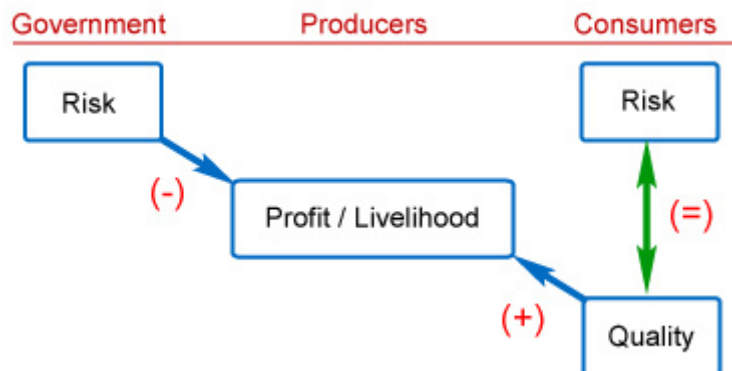 Government Producers Consumers
Risk
Risk
(-)
Profit / Livelihood
(=)
(+)
Quality